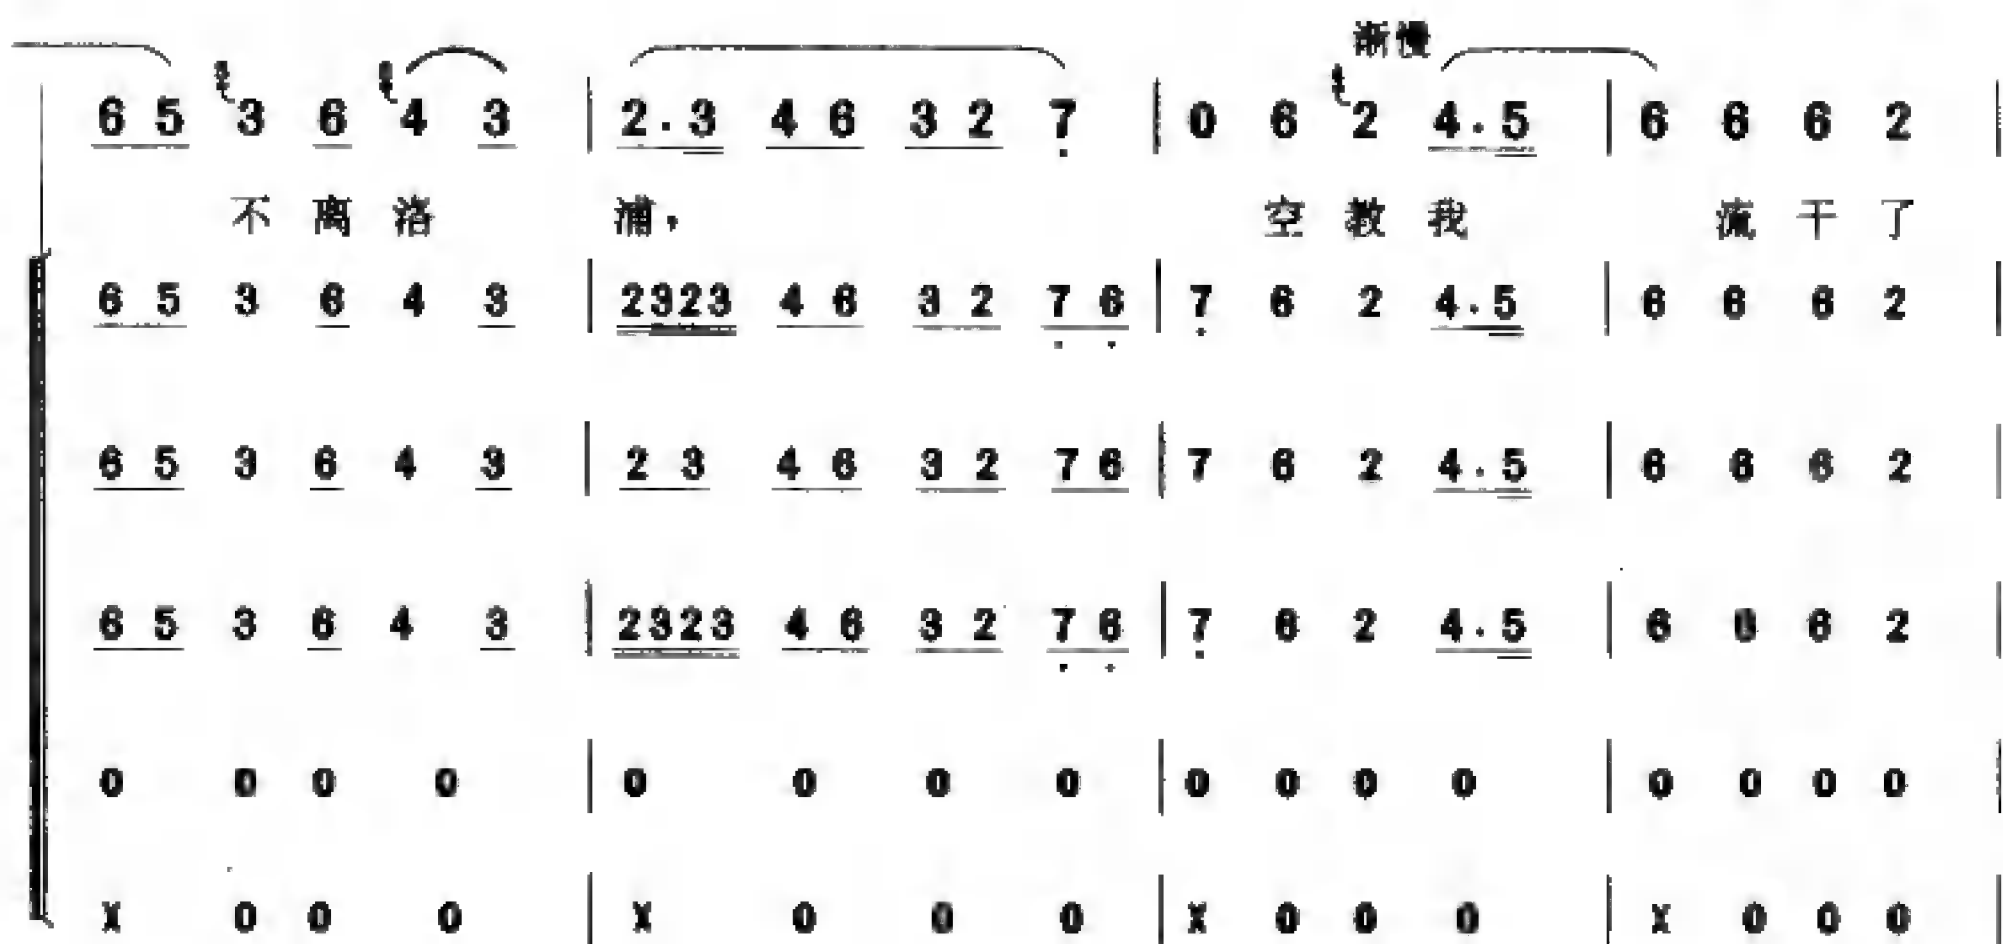 渐慢
6 5 3 6 4 3 | 2.3 4 6 3 2 7 | 0 6 2 4.5 | 6 6 6 2 |
不离洛 浦， 空教我 流干了
6 5 3 6 4 3 | 2323 4 6 3 2 7 6 | 7 6 2 4.5 | 6 6 6 2 |
6 5 3 6 4 3 | 2 3 4 6 3 2 7 6 | 7 6 2 4.5 | 6 6 6 2 |
6 5 3 6 4 3 | 2323 4 6 3 2 7 6 | 7 6 2 4.5 | 6 6 6 2 |
0 0 0 0 | 0 0 0 0 | 0 0 0 0 | 0 0 0 0 |
X 0 0 0 | X 0 0 0 | X 0 0 0 | X 0 0 0 |